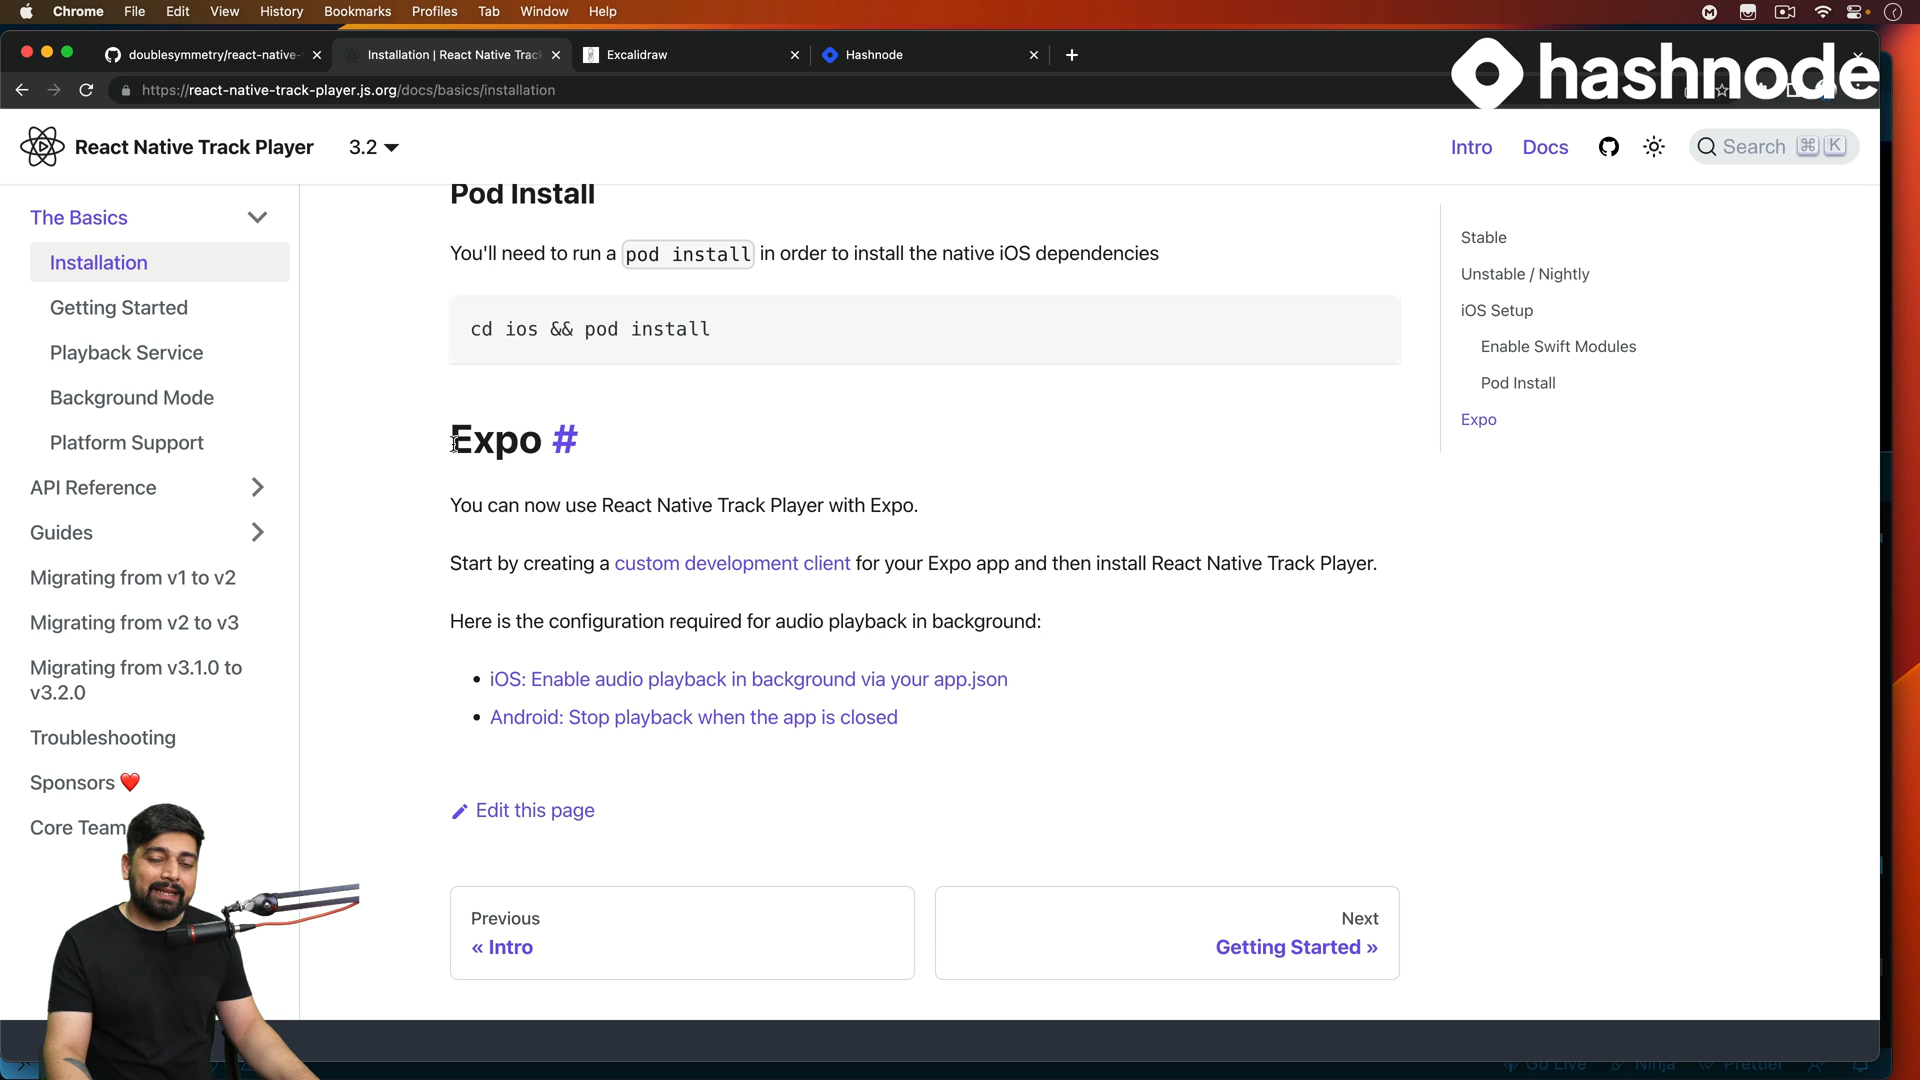 Chrome File Edit View History Bookmarks Profiles Tab Window Help
doublesymmetry/react-native- Installation | React Native Track Excalidraw Hashnode
https://react-native-track-player.js.org/docs/basics/installation
hashnode
React Native Track Player 3.2 Intro Docs Search ⌘ K
The Basics
Installation
Getting Started
Playback Service
Background Mode
Platform Support
API Reference
Guides
Migrating from v1 to v2
Migrating from v2 to v3
Migrating from v3.1.0 to
v3.2.0
Troubleshooting
Sponsors ❤️
Core Team
Pod Install
You'll need to run a pod install in order to install the native iOS dependencies
cd ios && pod install
Expo #
You can now use React Native Track Player with Expo.
Start by creating a custom development client for your Expo app and then install React Native Track Player.
Here is the configuration required for audio playback in background:
• iOS: Enable audio playback in background via your app.json
• Android: Stop playback when the app is closed
Edit this page
Previous
« Intro
Next
Getting Started »
Stable
Unstable / Nightly
iOS Setup
Enable Swift Modules
Pod Install
Expo
Go Live Ninja Prettier